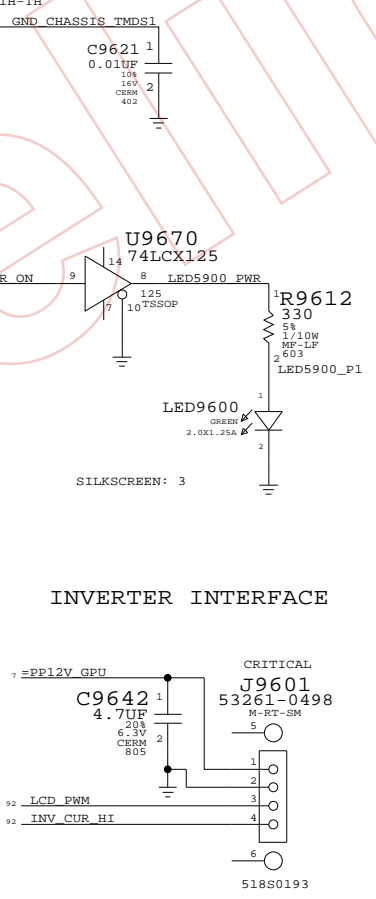 GND_CHASSIS_TMDS1
C9621 1
0.01UF
10%
16V
CERM
402
2
U9670
74LCX125
14
R_ON 9
8 LED5900_PWR
125
TSSOP
7 10
1 R9612
330
5%
1/10W
MF-LF
603
2
LED5900_P1
1
LED9600
GREEN
2.0X1.25A
2
SILKSCREEN: 3
INVERTER INTERFACE
CRITICAL
J9601
53261-0498
M-RT-SM
7 =PP12V_GPU
C9642 1
4.7UF
20%
6.3V
CERM
805
2
5
1
2
92 LCD_PWM 3
92 INV_CUR_HI 4
6
518S0193